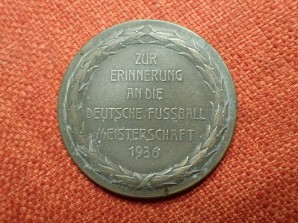 ZUR
ERINNERUNG
AN DIE
DEUTSCHE FUSSBALL
MEISTERSCHAFT
1936